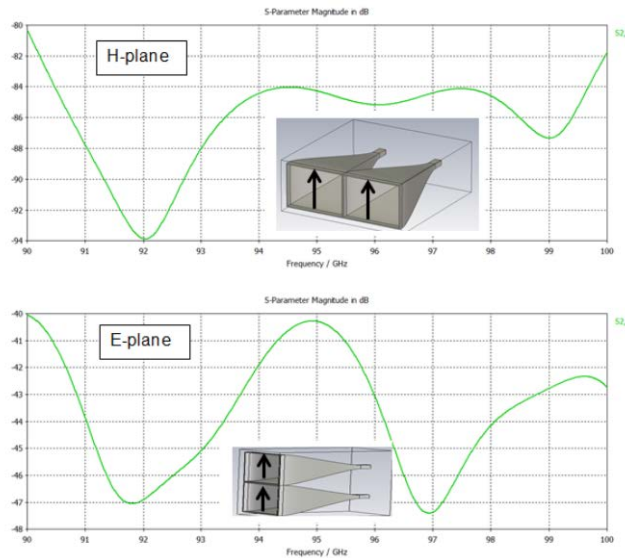 S-Parameter Magnitude in dB
-80
S2,
H-plane
-82
-84
-86
-88
-90
-92
-94
90 91 92 93 94 95 96 97 98 99 100
Frequency / GHz
S-Parameter Magnitude in dB
-40
S2,
E-plane
-41
-42
-43
-44
-45
-46
-47
-48
90 91 92 93 94 95 96 97 98 99 100
Frequency / GHz